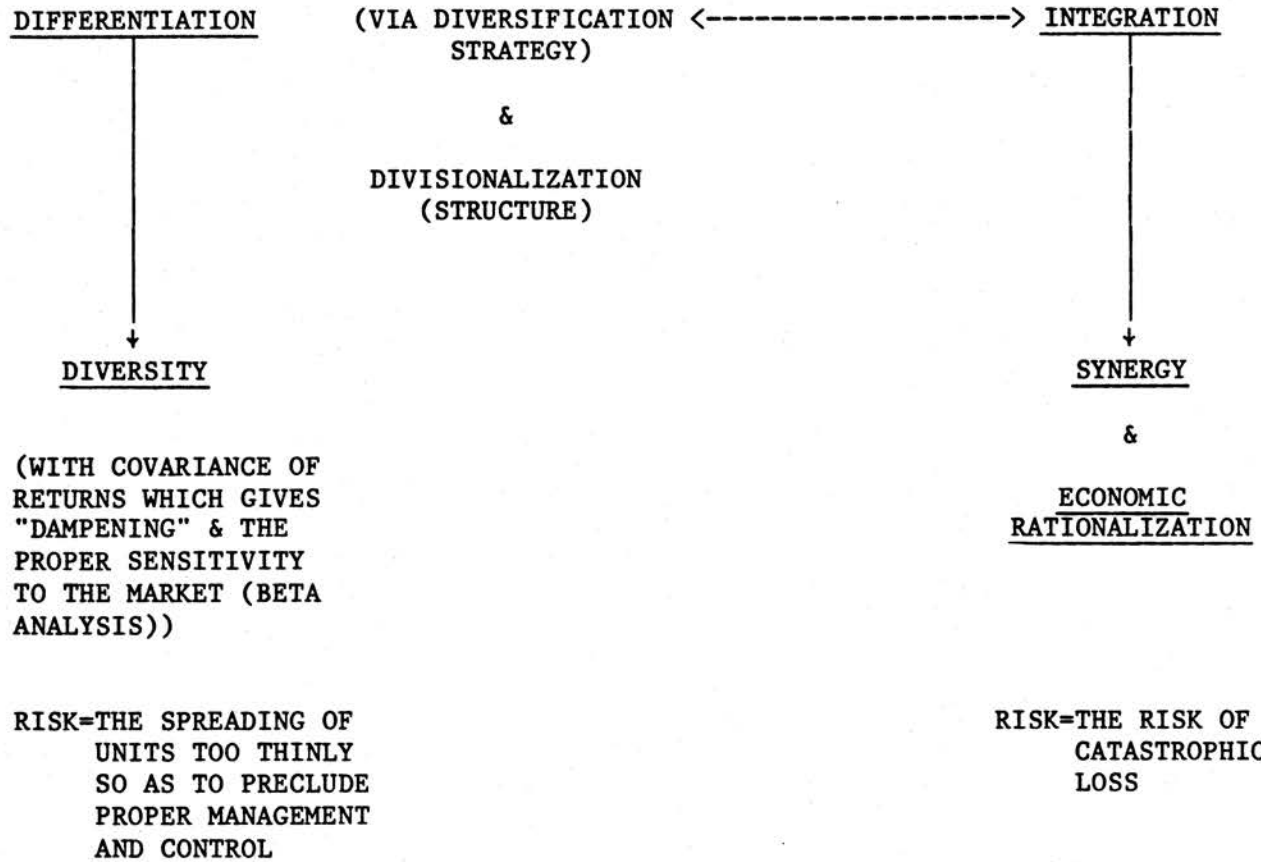 DIFFERENTIATION (VIA DIVERSIFICATION <--------------------> INTEGRATION
STRATEGY)
&
DIVISIONALIZATION
(STRUCTURE)
DIVERSITY
(WITH COVARIANCE OF
RETURNS WHICH GIVES
"DAMPENING" & THE
PROPER SENSITIVITY
TO THE MARKET (BETA
ANALYSIS))
RISK=THE SPREADING OF
UNITS TOO THINLY
SO AS TO PRECLUDE
PROPER MANAGEMENT
AND CONTROL
SYNERGY
&
ECONOMIC
RATIONALIZATION
RISK=THE RISK OF
CATASTROPHIC
LOSS